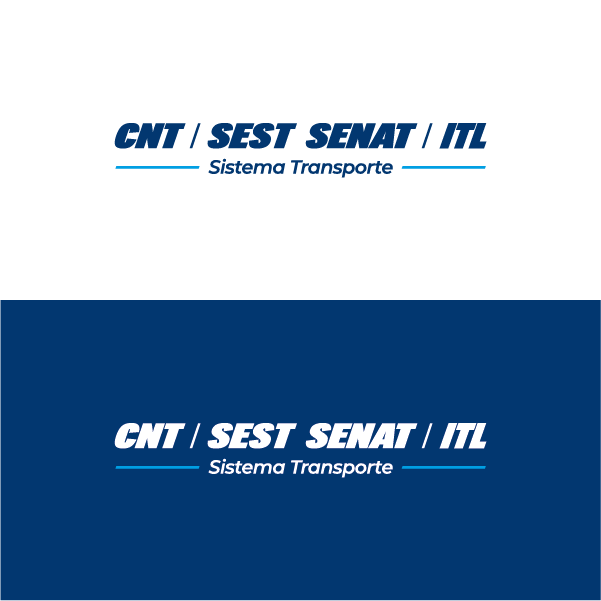 CNT / SEST SENAT / ITL
Sistema Transporte
CNT / SEST SENAT / ITL
Sistema Transporte